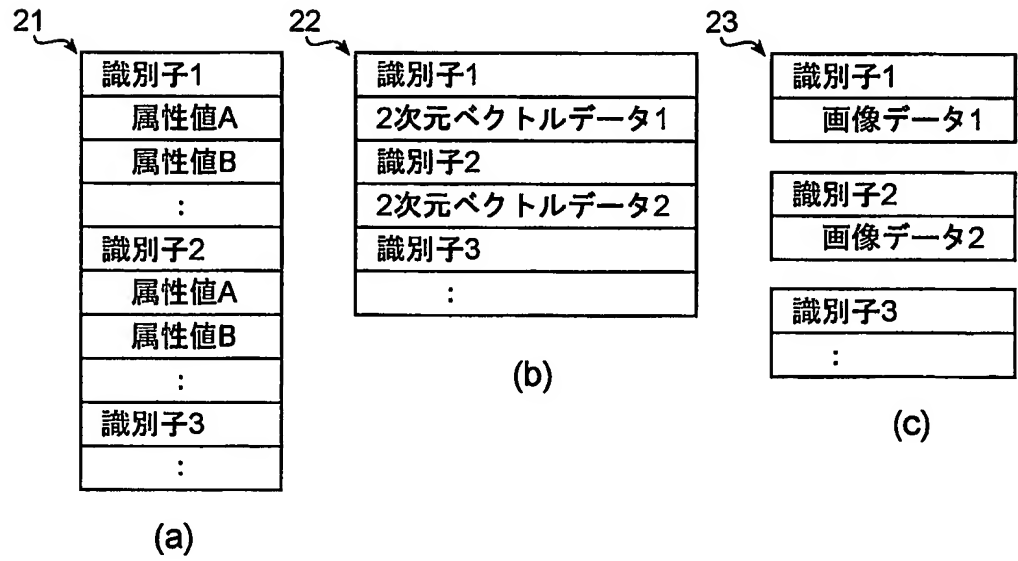 21
識別子1
属性値A
属性値B
:
識別子2
属性値A
属性値B
:
識別子3
:
(a)
22
識別子1
2次元ベクトルデータ1
識別子2
2次元ベクトルデータ2
識別子3
:
(b)
23
識別子1
画像データ1
識別子2
画像データ2
識別子3
:
(c)